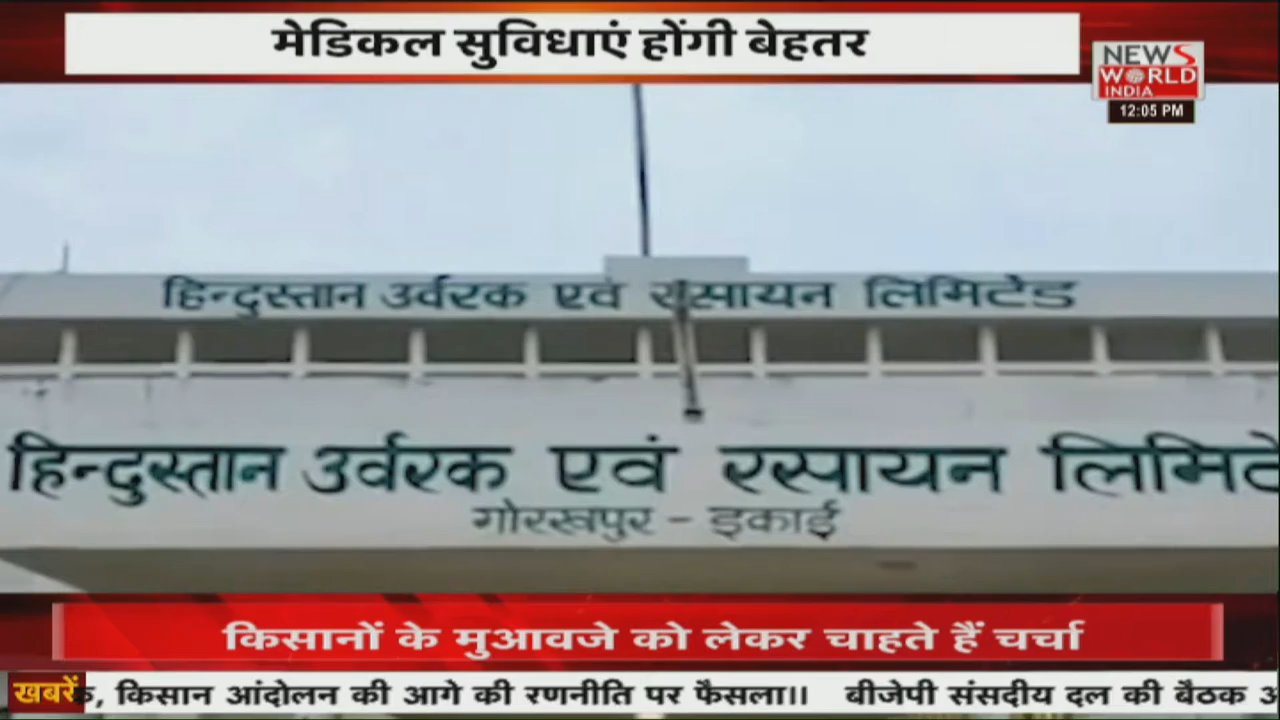 मेडिकल सुविधाएं होंगी बेहतर
NEWS
WORLD
INDIA
12:05 PM
हिन्दुस्तान उर्वरक एवं रसायन लिमिटेड
हिन्दुस्तान उर्वरक एवं रसायन लिमिटे
गोरखपुर - इकाई
किसानों के मुआवजे को लेकर चाहते हैं चर्चा
खबरें , किसान आंदोलन की आगे की रणनीति पर फैसला।। बीजेपी संसदीय दल की बैठक